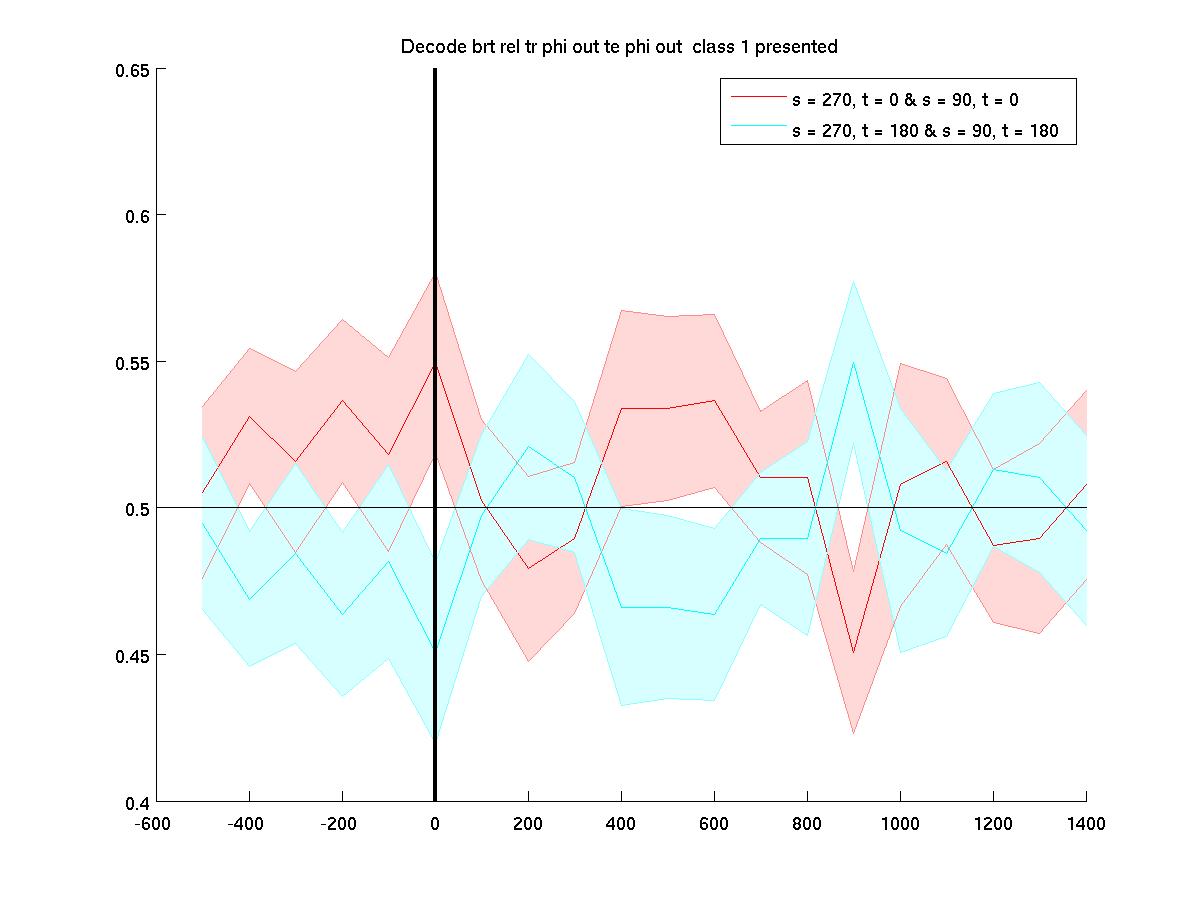 Decode brt rel tr phi out te phi out  class 1 presented
s = 270, t = 0 & s = 90, t = 0
s = 270, t = 180 & s = 90, t = 180
0.65
0.6
0.55
0.5
0.45
0.4
-600 -400 -200 0 200 400 600 800 1000 1200 1400